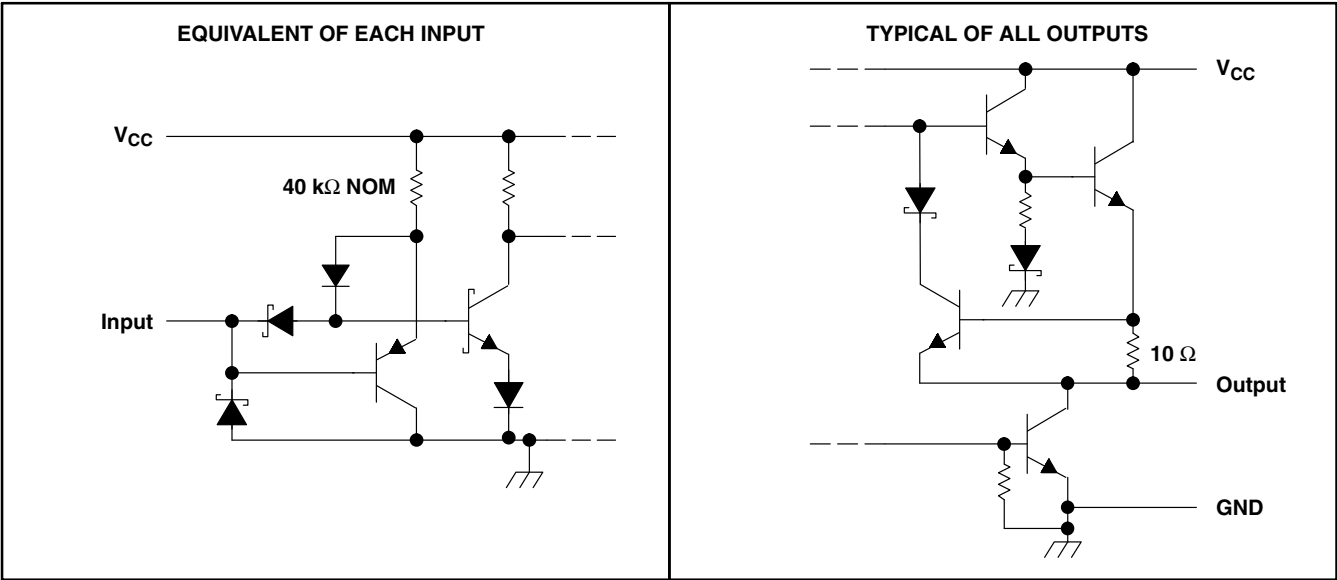 EQUIVALENT OF EACH INPUT
VCC
40 kΩ NOM
Input
TYPICAL OF ALL OUTPUTS
VCC
10 Ω
Output
GND